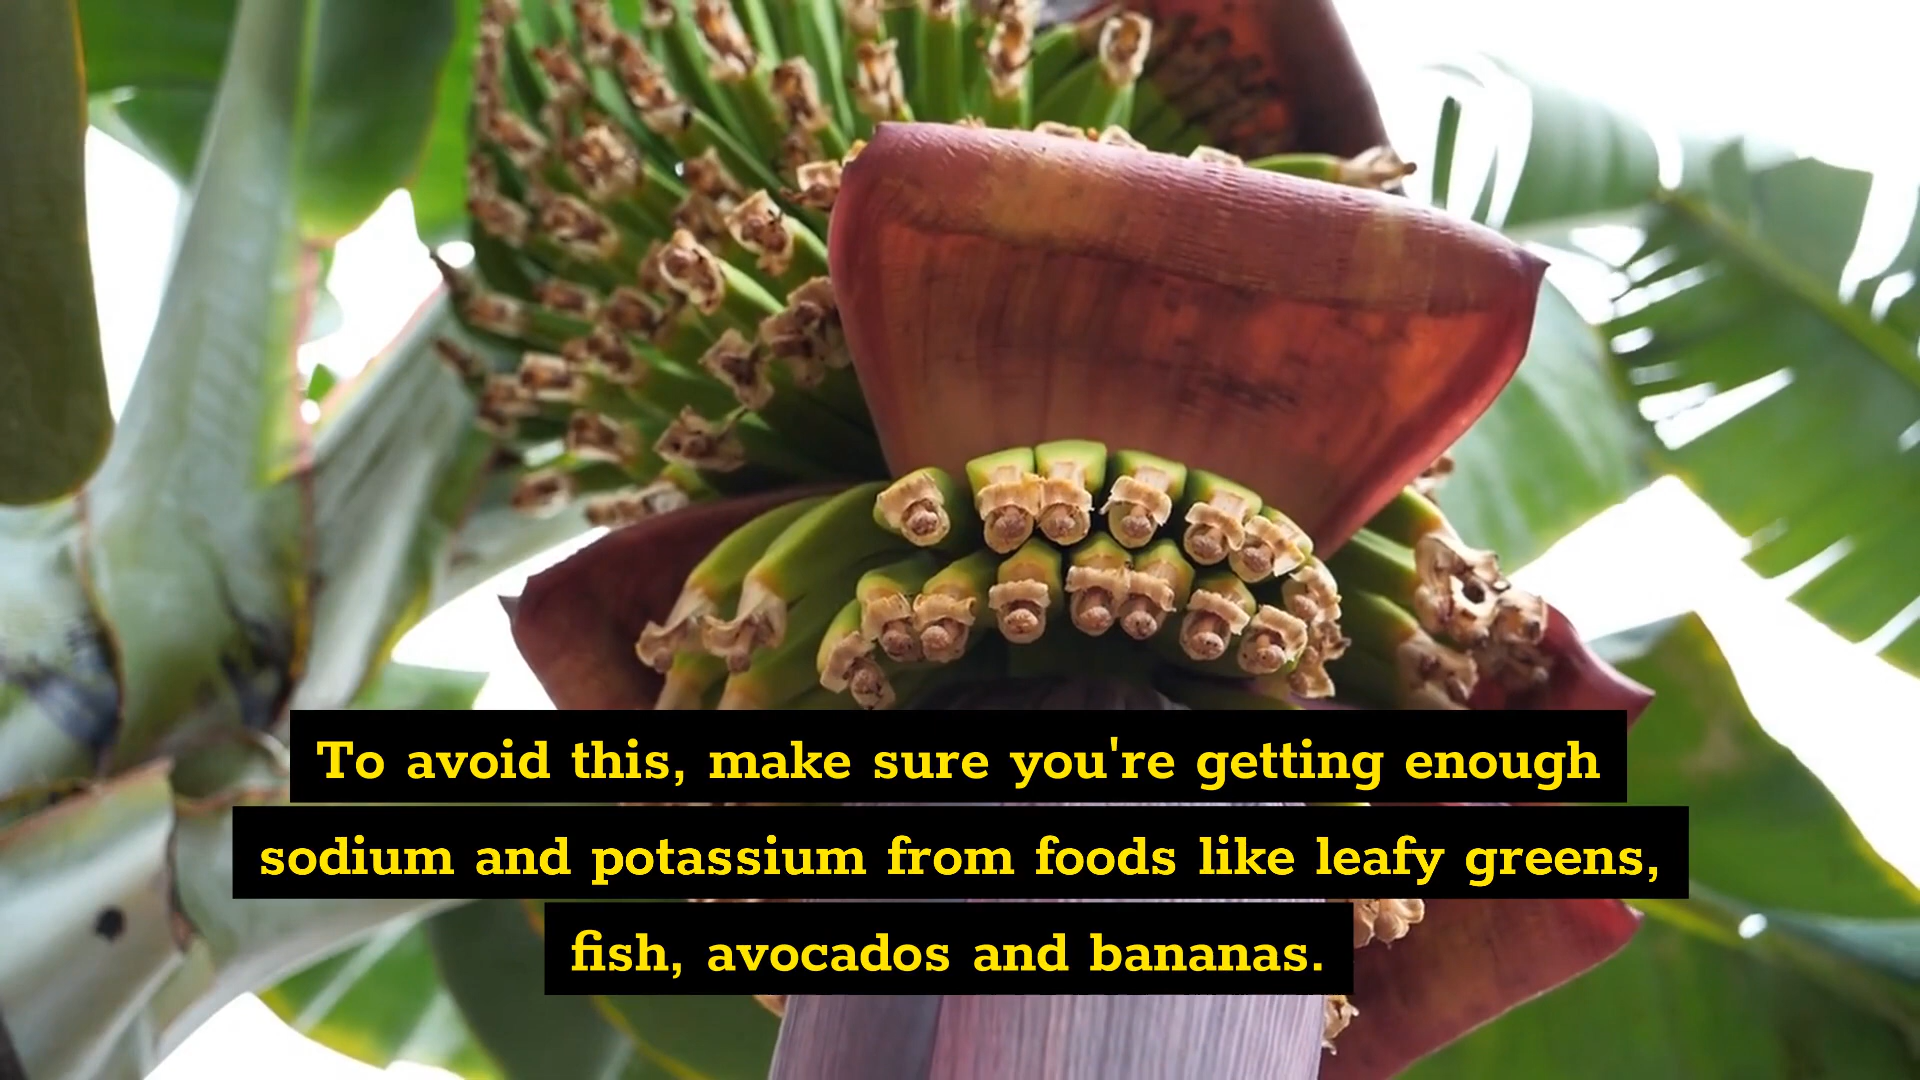 To avoid this, make sure you're getting enough
sodium and potassium from foods like leafy greens,
fish, avocados and bananas.